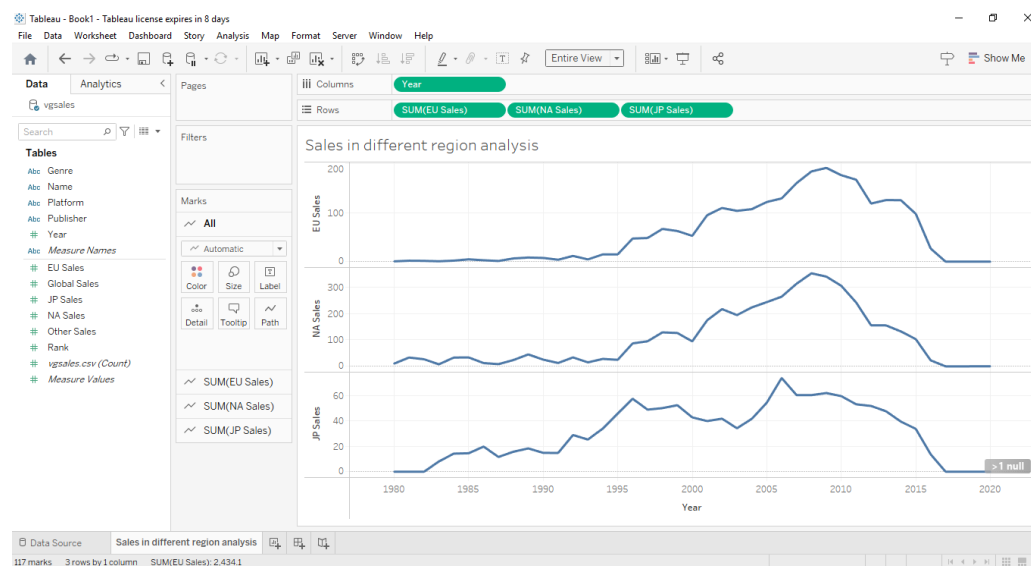 Tableau - Book1 - Tableau license expires in 8 days
File Data Worksheet Dashboard Story Analysis Map Format Server Window Help
Entire View
Show Me
Data Analytics
vgsales
Search
Tables
Abc Genre
Abc Name
Abc Platform
Abc Publisher
# Year
Abc Measure Names
# EU Sales
# Global Sales
# JP Sales
# NA Sales
# Other Sales
# Rank
# vgsales.csv (Count)
# Measure Values
Pages
Filters
Marks
All
Automatic
Color Size Label
Detail Tooltip Path
SUM(EU Sales)
SUM(NA Sales)
SUM(JP Sales)
Columns Year
Rows SUM(EU Sales) SUM(NA Sales) SUM(JP Sales)
Sales in different region analysis
EU Sales
200
100
0
NA Sales
300
200
100
0
JP Sales
60
40
20
0
>1 null
1980 1985 1990 1995 2000 2005 2010 2015 2020
Year
Data Source Sales in different region analysis
117 marks 3 rows by 1 column SUM(EU Sales): 2,434.1